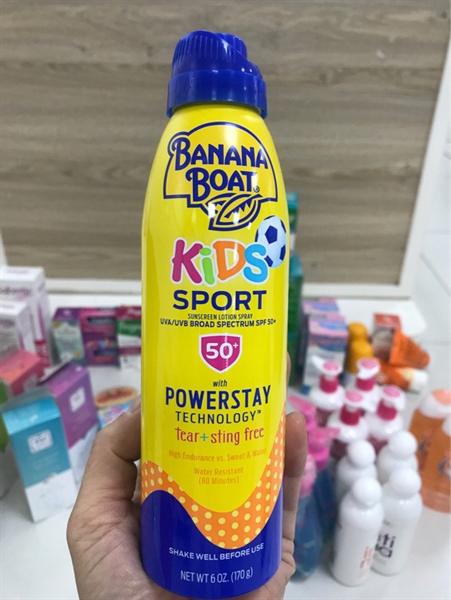 BANANA
BOAT®
KiDS
SPORT
SUNSCREEN LOTION SPRAY
UVA/UVB BROAD SPECTRUM SPF 50+
50+
with
POWERSTAY
TECHNOLOGY™
tear+sting free
High Endurance vs. Sweat & Water
Water Resistant
(80 Minutes)
SHAKE WELL BEFORE USE
NET WT 6 OZ. (170 g)